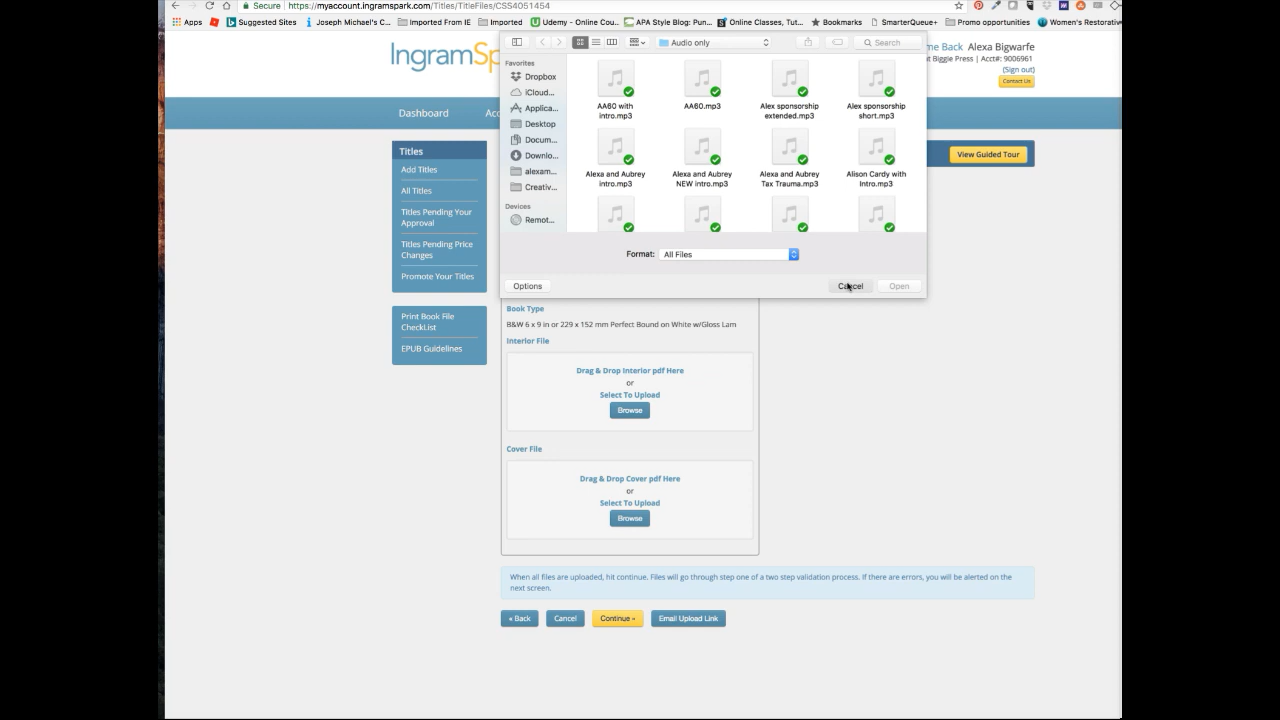 Secure
https://myaccount.ingramspark.com/Titles/TitleFiles/CSS4051454
Apps
Suggested Sites
Joseph Michael's C...
Imported From IE
Imported
Udemy - Online Cou...
APA Style Blog: Pun...
Online Classes, Tut...
Bookmarks
SmarterQueue+
Promo opportunities
Women's Restorativ
IngramSp
me Back Alexa Bigwarfe
at Biggie Press | Acct#: 9006961
(Sign out)
Contact Us
Dashboard
Acc
Audio only
Search
Favorites
Dropbox
iCloud...
Applica...
Desktop
Docum...
Downlo...
alexam...
Creativ...
Devices
Remot...
AA60 with
intro.mp3
AA60.mp3
Alex sponsorship
extended.mp3
Alex sponsorship
short.mp3
Alexa and Aubrey
intro.mp3
Alexa and Aubrey
NEW intro.mp3
Alexa and Aubrey
Tax Trauma.mp3
Alison Cardy with
Intro.mp3
Format: All Files
Options
Cancel
Open
View Guided Tour
Titles
Add Titles
All Titles
Titles Pending Your
Approval
Titles Pending Price
Changes
Promote Your Titles
Print Book File
CheckList
EPUB Guidelines
Book Type
B&W 6 x 9 in or 229 x 152 mm Perfect Bound on White w/Gloss Lam
Interior File
Drag & Drop Interior pdf Here
or
Select To Upload
Browse
Cover File
Drag & Drop Cover pdf Here
or
Select To Upload
Browse
When all files are uploaded, hit continue. Files will go through step one of a two step validation process. If there are errors, you will be alerted on the
next screen.
« Back
Cancel
Continue »
Email Upload Link